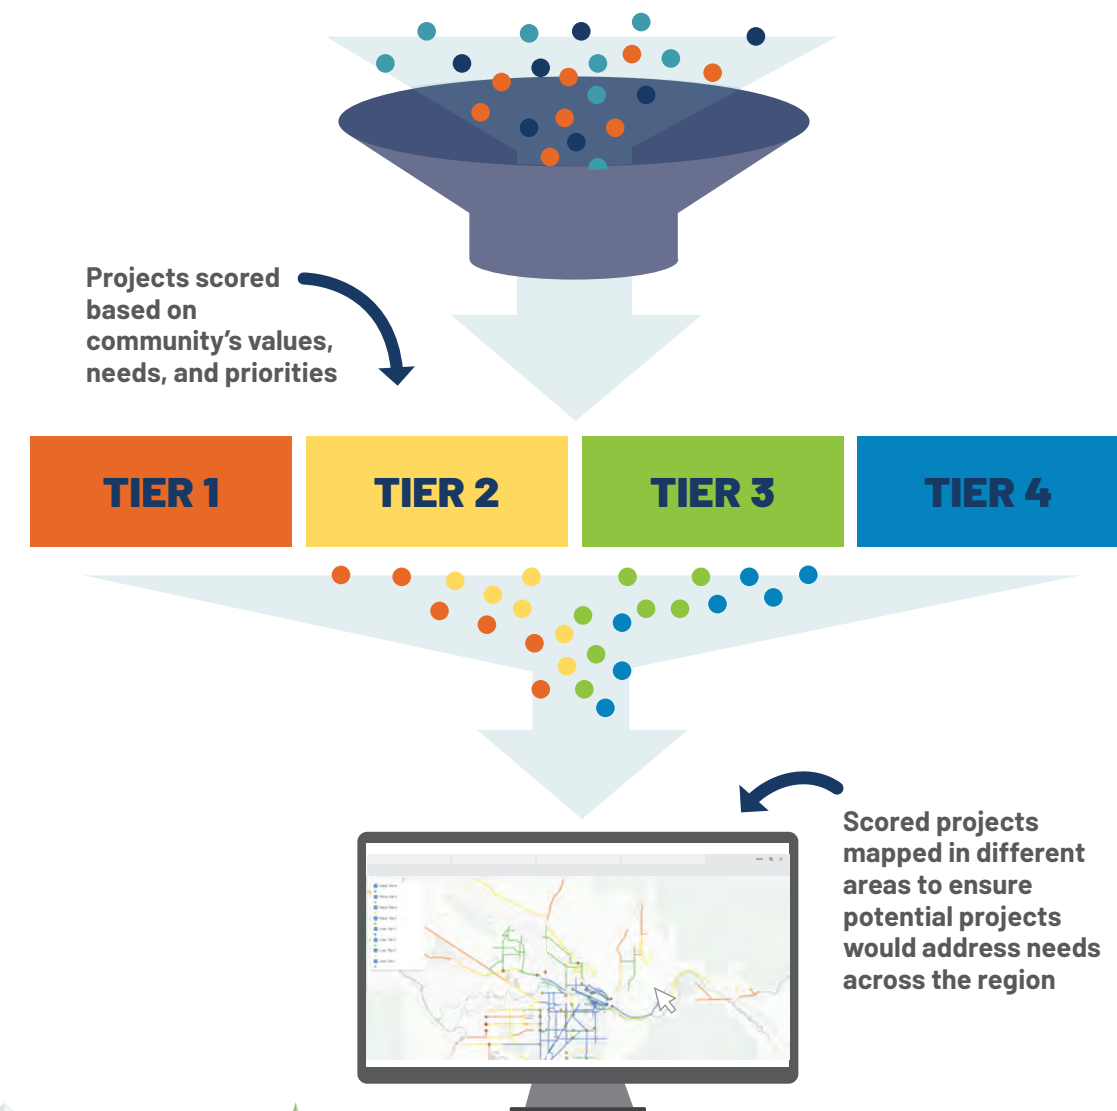 Projects scored
based on
community’s values,
needs, and priorities
TIER 1
TIER 2
TIER 3
TIER 4
Scored projects
mapped in different
areas to ensure
potential projects
would address needs
across the region